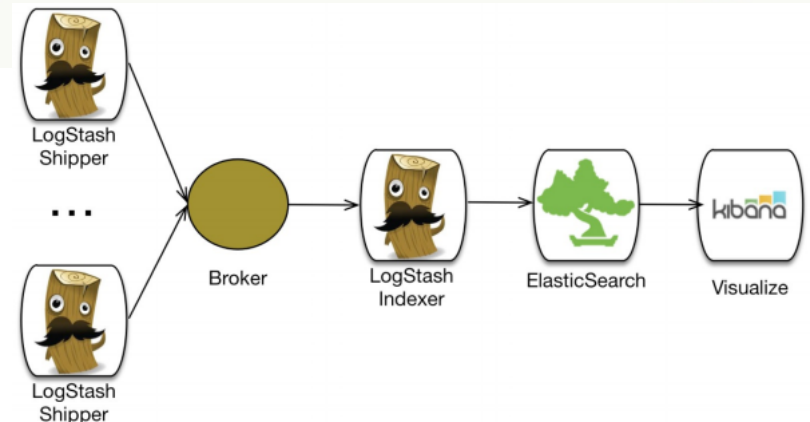 LogStash
Shipper
...
LogStash
Shipper
Broker
LogStash
Indexer
ElasticSearch
kibana
Visualize